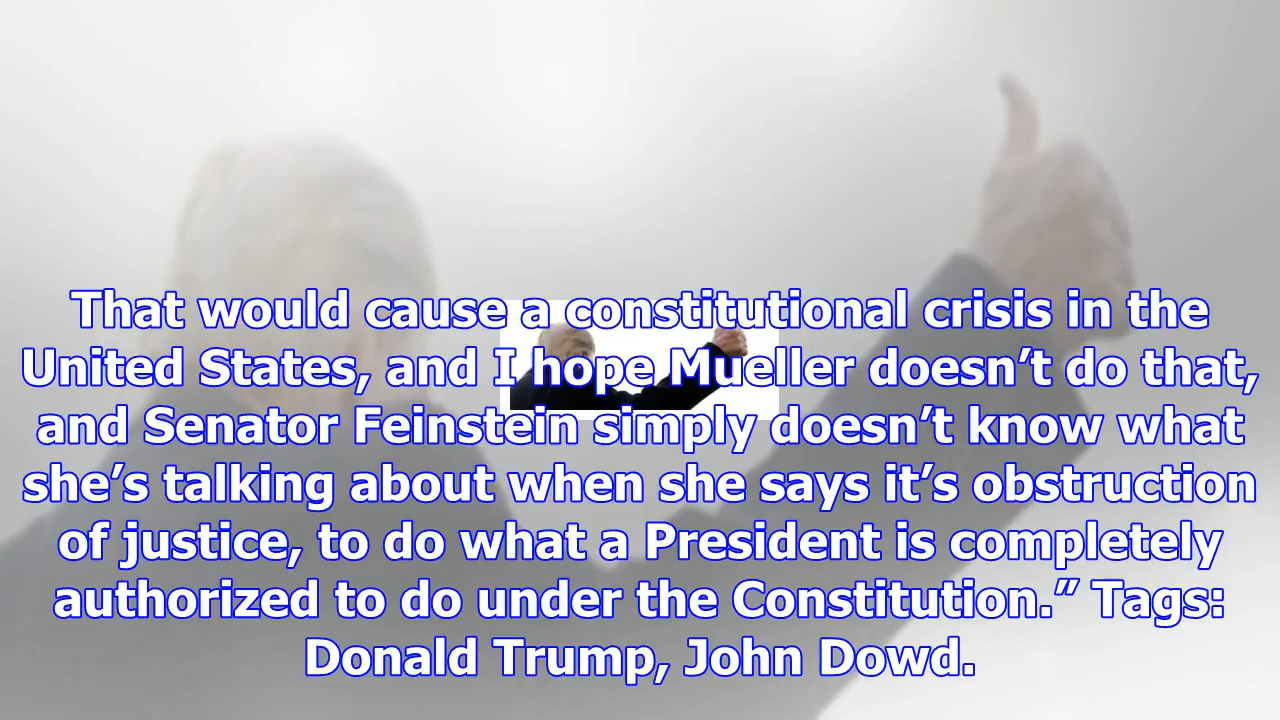 That would cause a constitutional crisis in the
United States, and I hope Mueller doesn’t do that,
and Senator Feinstein simply doesn’t know what
she’s talking about when she says it’s obstruction
of justice, to do what a President is completely
authorized to do under the Constitution.” Tags:
Donald Trump, John Dowd.